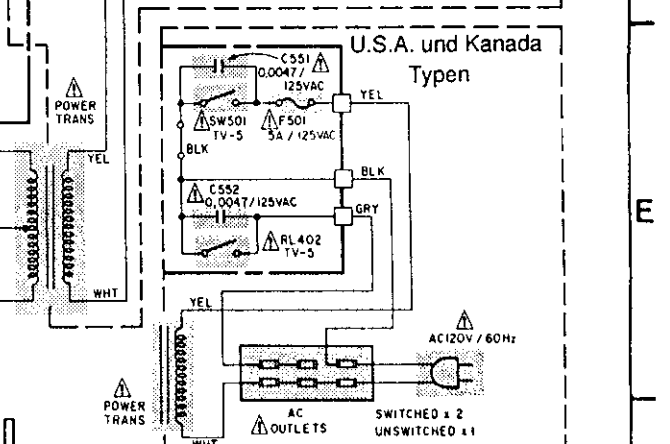 U.S.A. und Kanada
Typen
C551
0,0047/
125VAC
POWER
TRANS
YEL
SW501
TV-5
F501
5A / 125VAC
BLK
YEL
BLK
C552
0,0047/125VAC
GRY
E
RL402
TV-5
WHT
YEL
AC120V / 60Hz
POWER
TRANS
AC
OUTLETS
SWITCHED x 2
UNSWITCHED x 1
WHT